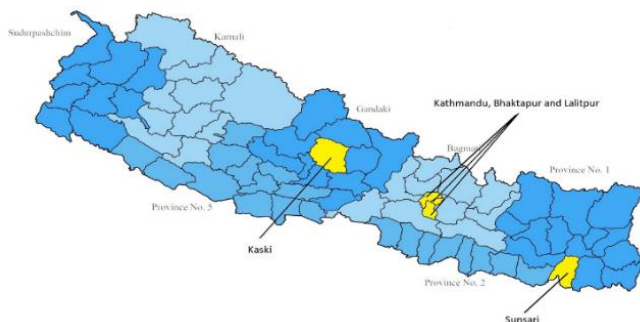 Sudurpashchim
Karnali
Gandaki
Kathmandu, Bhaktapur and Lalitpur
Bagmati
Province No. 1
Province No. 5
Kaski
Province No. 2
Sunsari